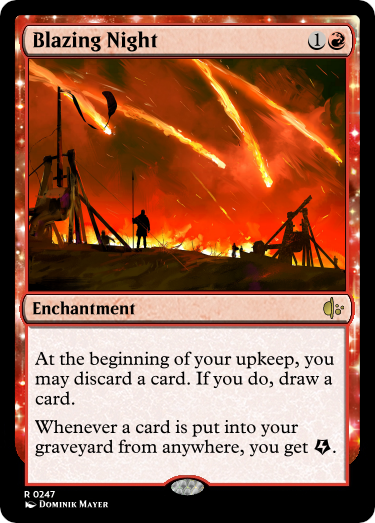 Blazing Night 1
Enchantment
At the beginning of your upkeep, you
may discard a card. If you do, draw a
card.
Whenever a card is put into your
graveyard from anywhere, you get .
R 0247
Dominik Mayer